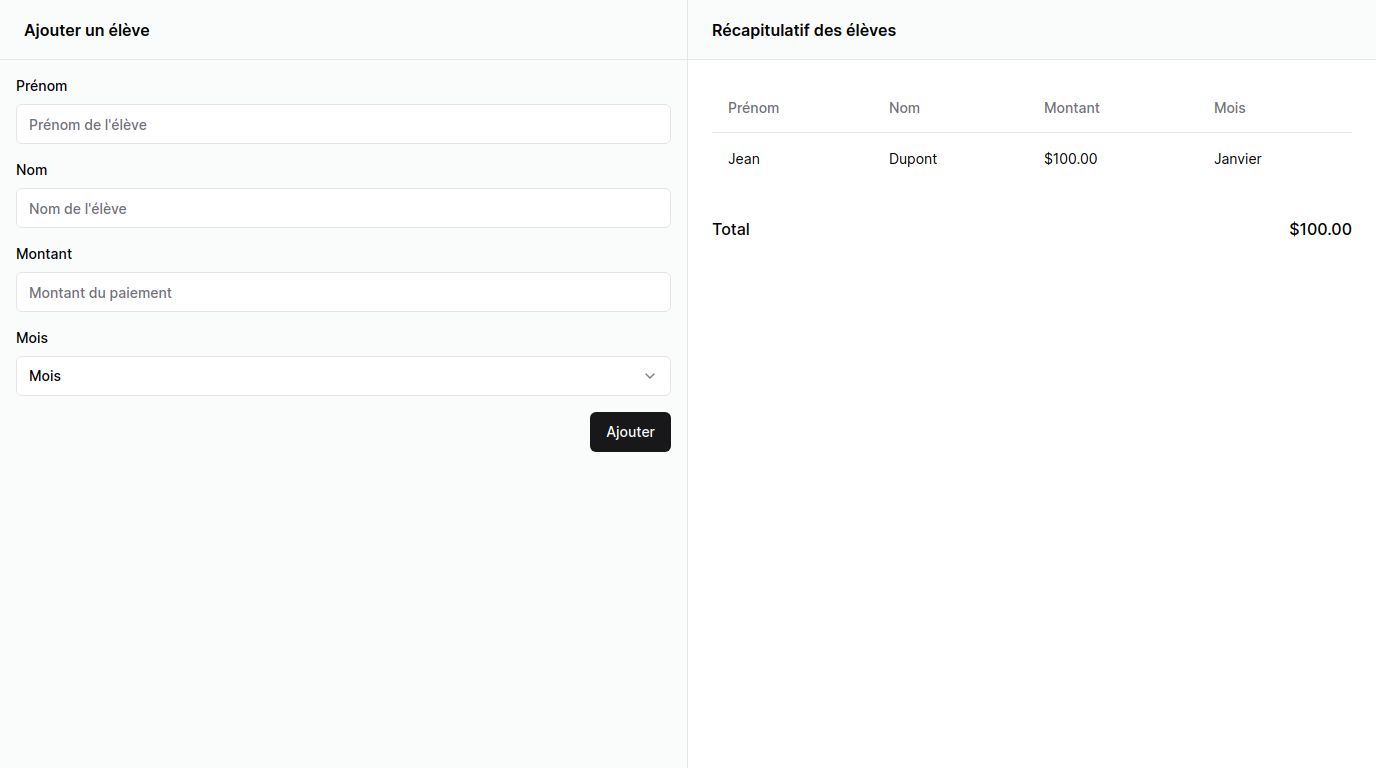 Ajouter un élève
Prénom
Prénom de l'élève
Nom
Nom de l'élève
Montant
Montant du paiement
Mois
Mois
Ajouter
Récapitulatif des élèves
Prénom Nom Montant Mois
Jean Dupont $100.00 Janvier
Total $100.00